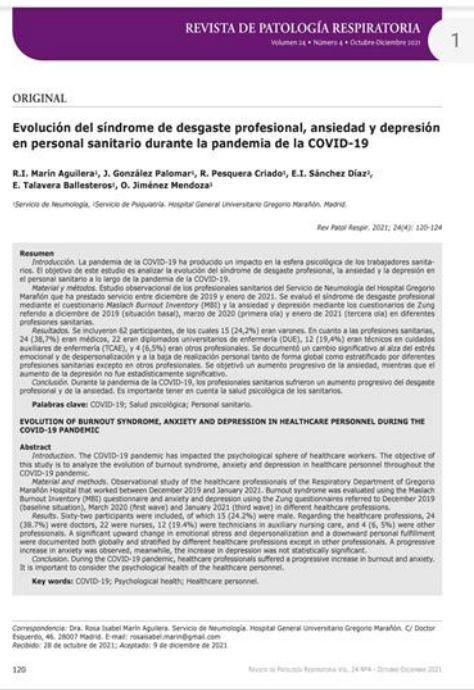 REVISTA DE PATOLOGÍA RESPIRATORIA
Volumen 24 • Número 4 • Octubre-Diciembre 2021
1
ORIGINAL
Evolución del síndrome de desgaste profesional, ansiedad y depresión
en personal sanitario durante la pandemia de la COVID-19
R.I. Marín Aguilera¹, J. González Palomar¹, R. Pesquera Criado¹, E.I. Sánchez Díaz²,
E. Talavera Ballesteros¹, O. Jiménez Mendoza¹
¹Servicio de Neumología, ²Servicio de Psiquiatría. Hospital General Universitario Gregorio Marañón. Madrid.
Rev Patol Respir. 2021; 24(4): 120-124
Resumen
Introducción. La pandemia de la COVID-19 ha producido un impacto en la esfera psicológica de los trabajadores sanita-
rios. El objetivo de este estudio es analizar la evolución del síndrome de desgaste profesional, la ansiedad y la depresión en
el personal sanitario a lo largo de la pandemia de la COVID-19.
Material y métodos. Estudio observacional de los profesionales sanitarios del Servicio de Neumología del Hospital Gregorio
Marañón que ha prestado servicio entre diciembre de 2019 y enero de 2021. Se evaluó el síndrome de desgaste profesional
mediante el cuestionario Maslach Burnout Inventory (MBI) y la ansiedad y depresión mediante los cuestionarios de Zung
referido a diciembre de 2019 (situación basal), marzo de 2020 (primera ola) y enero de 2021 (tercera ola) en diferentes
profesiones sanitarias.
Resultados. Se incluyeron 62 participantes, de los cuales 15 (24,2%) eran varones. En cuanto a las profesiones sanitarias,
24 (38,7%) eran médicos, 22 eran diplomados universitarios de enfermería (DUE), 12 (19,4%) eran técnicos en cuidados
auxiliares de enfermería (TCAE), y 4 (6,5%) eran otros profesionales. Se documentó un cambio significativo al alza del estrés
emocional y de despersonalización y a la baja de realización personal tanto de forma global como estratificado por diferentes
profesiones sanitarias excepto en otros profesionales. Se objetivó un aumento progresivo de la ansiedad, mientras que el
aumento de la depresión no fue estadísticamente significativo.
Conclusión. Durante la pandemia de la COVID-19, los profesionales sanitarios sufrieron un aumento progresivo del desgaste
profesional y de la ansiedad. Es importante tener en cuenta la salud psicológica de los sanitarios.
Palabras clave: COVID-19; Salud psicológica; Personal sanitario.
EVOLUTION OF BURNOUT SYNDROME, ANXIETY AND DEPRESSION IN HEALTHCARE PERSONNEL DURING THE
COVID-19 PANDEMIC
Abstract
Introduction. The COVID-19 pandemic has impacted the psychological sphere of healthcare workers. The objective of
this study is to analyze the evolution of burnout syndrome, anxiety and depression in healthcare personnel throughout the
COVID-19 pandemic.
Material and methods. Observational study of the healthcare professionals of the Respiratory Department of Gregorio
Marañón Hospital that worked between December 2019 and January 2021. Burnout syndrome was evaluated using the Maslach
Burnout Inventory (MBI) questionnaire and anxiety and depression using the Zung questionnaires referred to December 2019
(baseline situation), March 2020 (first wave) and January 2021 (third wave) in different healthcare professions.
Results. Sixty-two participants were included, of which 15 (24.2%) were male. Regarding the healthcare professions, 24
(38.7%) were doctors, 22 were nurses, 12 (19.4%) were technicians in auxiliary nursing care, and 4 (6, 5%) were other
professionals. A significant upward change in emotional stress and depersonalization and a downward personal fulfillment
were documented both globally and stratified by different healthcare professions except in other professionals. A progressive
increase in anxiety was observed, meanwhile, the increase in depression was not statistically significant.
Conclusion. During the COVID-19 pandemic, healthcare professionals suffered a progressive increase in burnout and anxiety.
It is important to consider the psychological health of the healthcare personnel.
Key words: COVID-19; Psychological health; Healthcare personnel.
Correspondencia: Dra. Rosa Isabel Marín Aguilera. Servicio de Neumología. Hospital General Universitario Gregorio Marañón. C/ Doctor
Esquerdo, 46. 28007 Madrid. E-mail: rosaisabel.marin@gmail.com
Recibido: 28 de octubre de 2021; Aceptado: 9 de diciembre de 2021
120
Revista de Patología Respiratoria Vol. 24 Nº4 - Octubre-Diciembre 2021